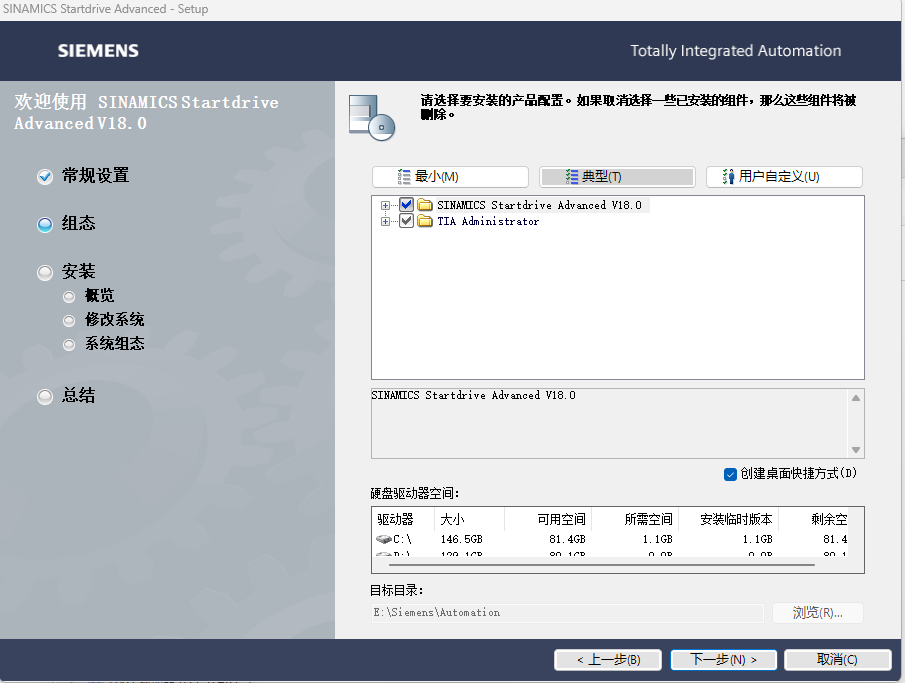 SINAMICS Startdrive Advanced - Setup
SIEMENS
Totally Integrated Automation
欢迎使用 SINAMICS Startdrive
Advanced V18.0
常规设置
组态
安装
概览
修改系统
系统组态
总结
请选择要安装的产品配置。如果取消选择一些已安装的组件，那么这些组件将被
删除。
最小(M)
典型(T)
用户自定义(U)
SINAMICS Startdrive Advanced V18.0
TIA Administrator
SINAMICS Startdrive Advanced V18.0
创建桌面快捷方式(D)
硬盘驱动器空间：
驱动器 大小 可用空间 所需空间 安装临时版本 剩余空
C:\ 146.5GB 81.4GB 1.1GB 1.1GB 81.4
目标目录：
E:\Siemens\Automation
浏览(R)...
< 上一步(B)
下一步(N) >
取消(C)